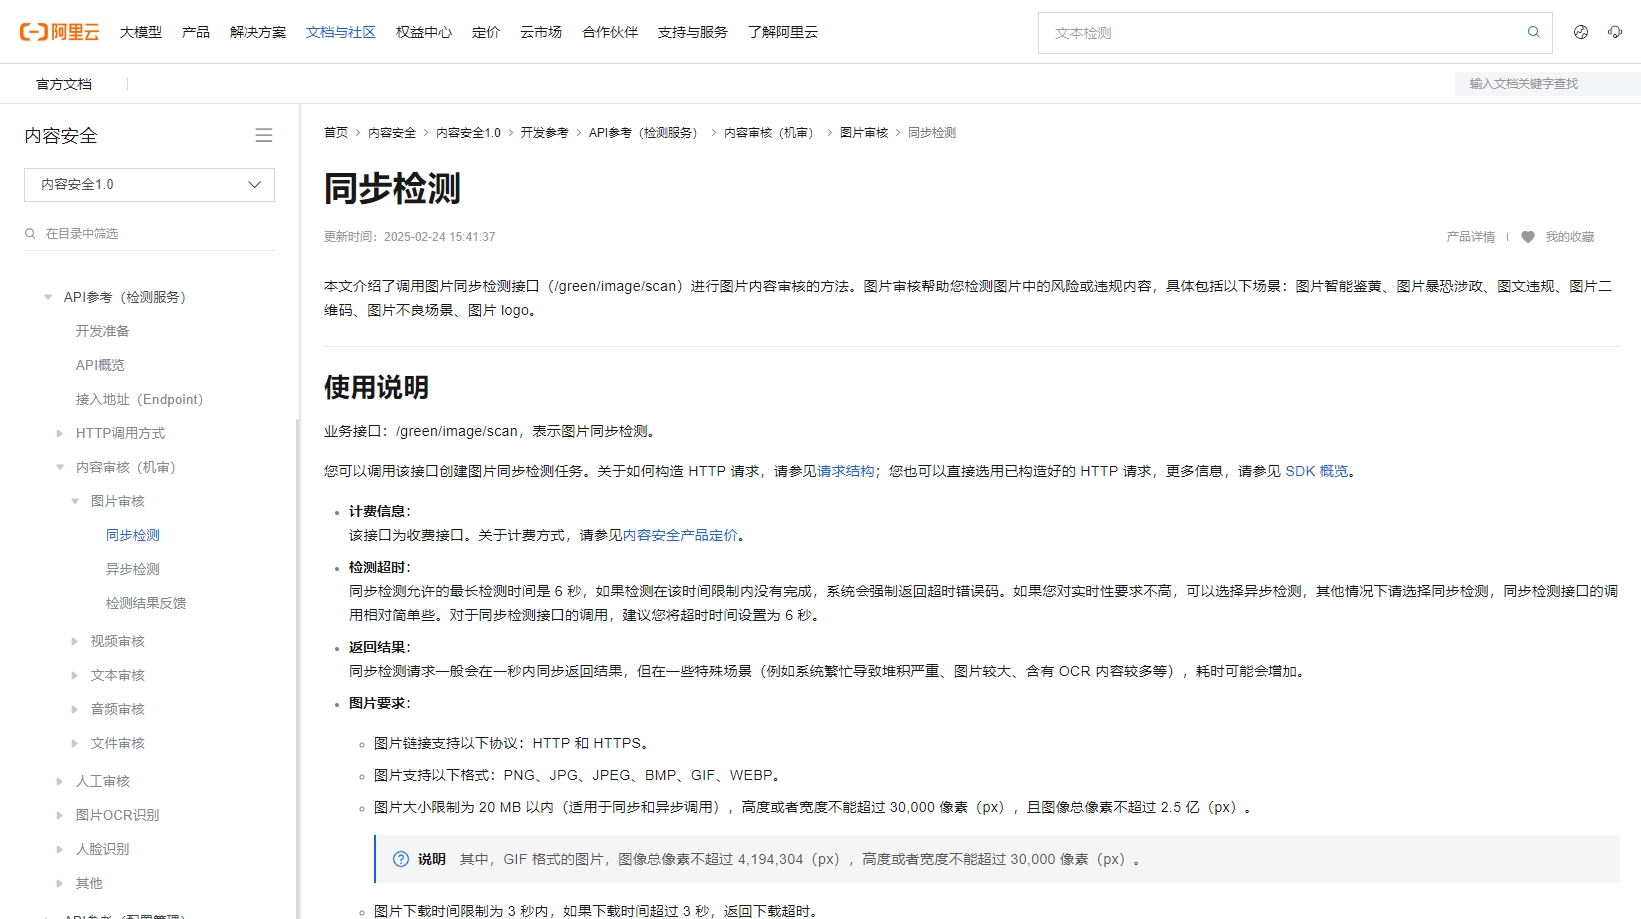 阿里云 大模型 产品 解决方案 文档与社区 权益中心 定价 云市场 合作伙伴 支持与服务 了解阿里云 文本检测
官方文档 输入文档关键字查找
内容安全
内容安全1.0
在目录中筛选
API参考（检测服务）
开发准备
API概览
接入地址（Endpoint）
HTTP调用方式
内容审核（机审）
图片审核
同步检测
异步检测
检测结果反馈
视频审核
文本审核
音频审核
文件审核
人工审核
图片OCR识别
人脸识别
其他
API参考（配置管理）
首页 > 内容安全 > 内容安全1.0 > 开发参考 > API参考（检测服务） > 内容审核（机审） > 图片审核 > 同步检测
同步检测
更新时间：2025-02-24 15:41:37
产品详情 我的收藏
本文介绍了调用图片同步检测接口（/green/image/scan）进行图片内容审核的方法。图片审核帮助您检测图片中的风险或违规内容，具体包括以下场景：图片智能鉴黄、图片暴恐涉政、图文违规、图片二
维码、图片不良场景、图片 logo。
使用说明
业务接口：/green/image/scan，表示图片同步检测。
您可以调用该接口创建图片同步检测任务。关于如何构造 HTTP 请求，请参见请求结构；您也可以直接选用已构造好的 HTTP 请求，更多信息，请参见 SDK 概览。
计费信息：
该接口为收费接口。关于计费方式，请参见内容安全产品定价。
检测超时：
同步检测允许的最长检测时间是 6 秒，如果检测在该时间限制内没有完成，系统会强制返回超时错误码。如果您对实时性要求不高，可以选择异步检测，其他情况下请选择同步检测，同步检测接口的调
用相对简单些。对于同步检测接口的调用，建议您将超时时间设置为 6 秒。
返回结果：
同步检测请求一般会在一秒内同步返回结果，但在一些特殊场景（例如系统繁忙导致堆积严重、图片较大、含有 OCR 内容较多等），耗时可能会增加。
图片要求：
图片链接支持以下协议：HTTP 和 HTTPS。
图片支持以下格式：PNG、JPG、JPEG、BMP、GIF、WEBP。
图片大小限制为 20 MB 以内（适用于同步和异步调用），高度或者宽度不能超过 30,000 像素（px），且图像总像素不超过 2.5 亿（px）。
说明 其中，GIF 格式的图片，图像总像素不超过 4,194,304（px），高度或者宽度不能超过 30,000 像素（px）。
图片下载时间限制为 3 秒内，如果下载时间超过 3 秒，返回下载超时。